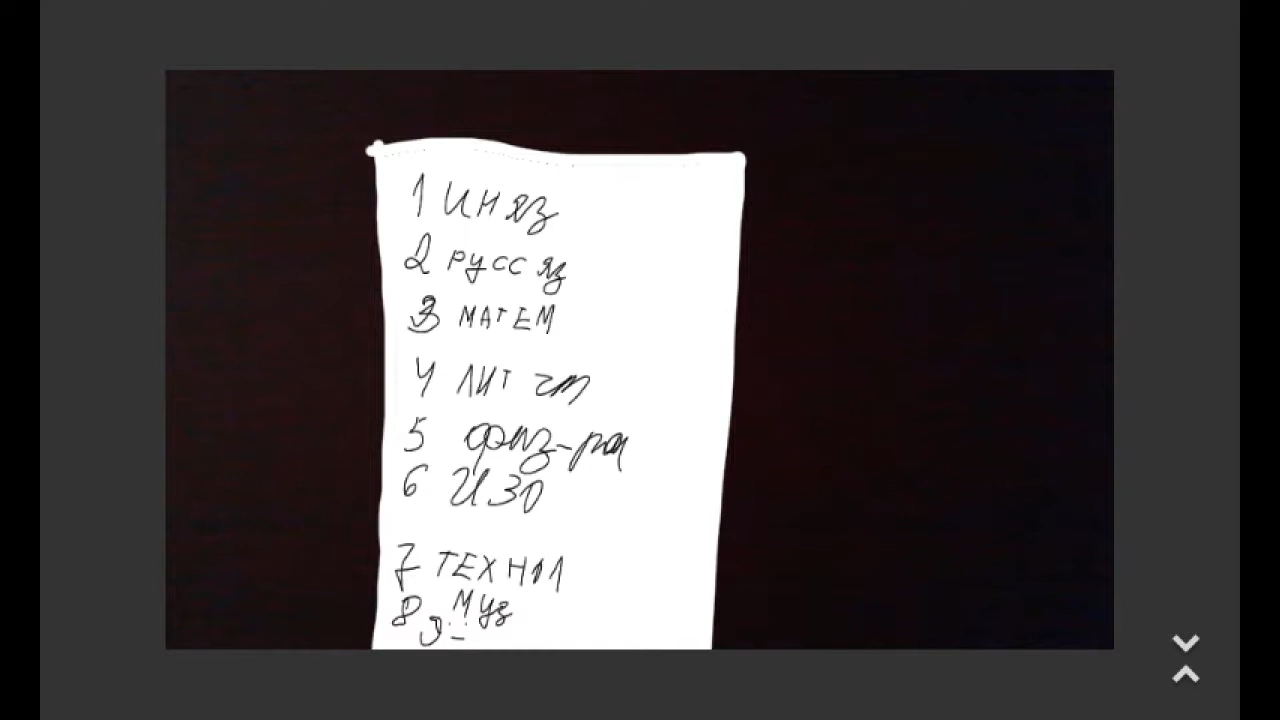 1 ин яз
2 русс яз
3 МАТЕМ
4 ЛИТ чт
5 физ-ра
6 ИЗО
7 ТЕХНОЛ
8 Муз
9 -